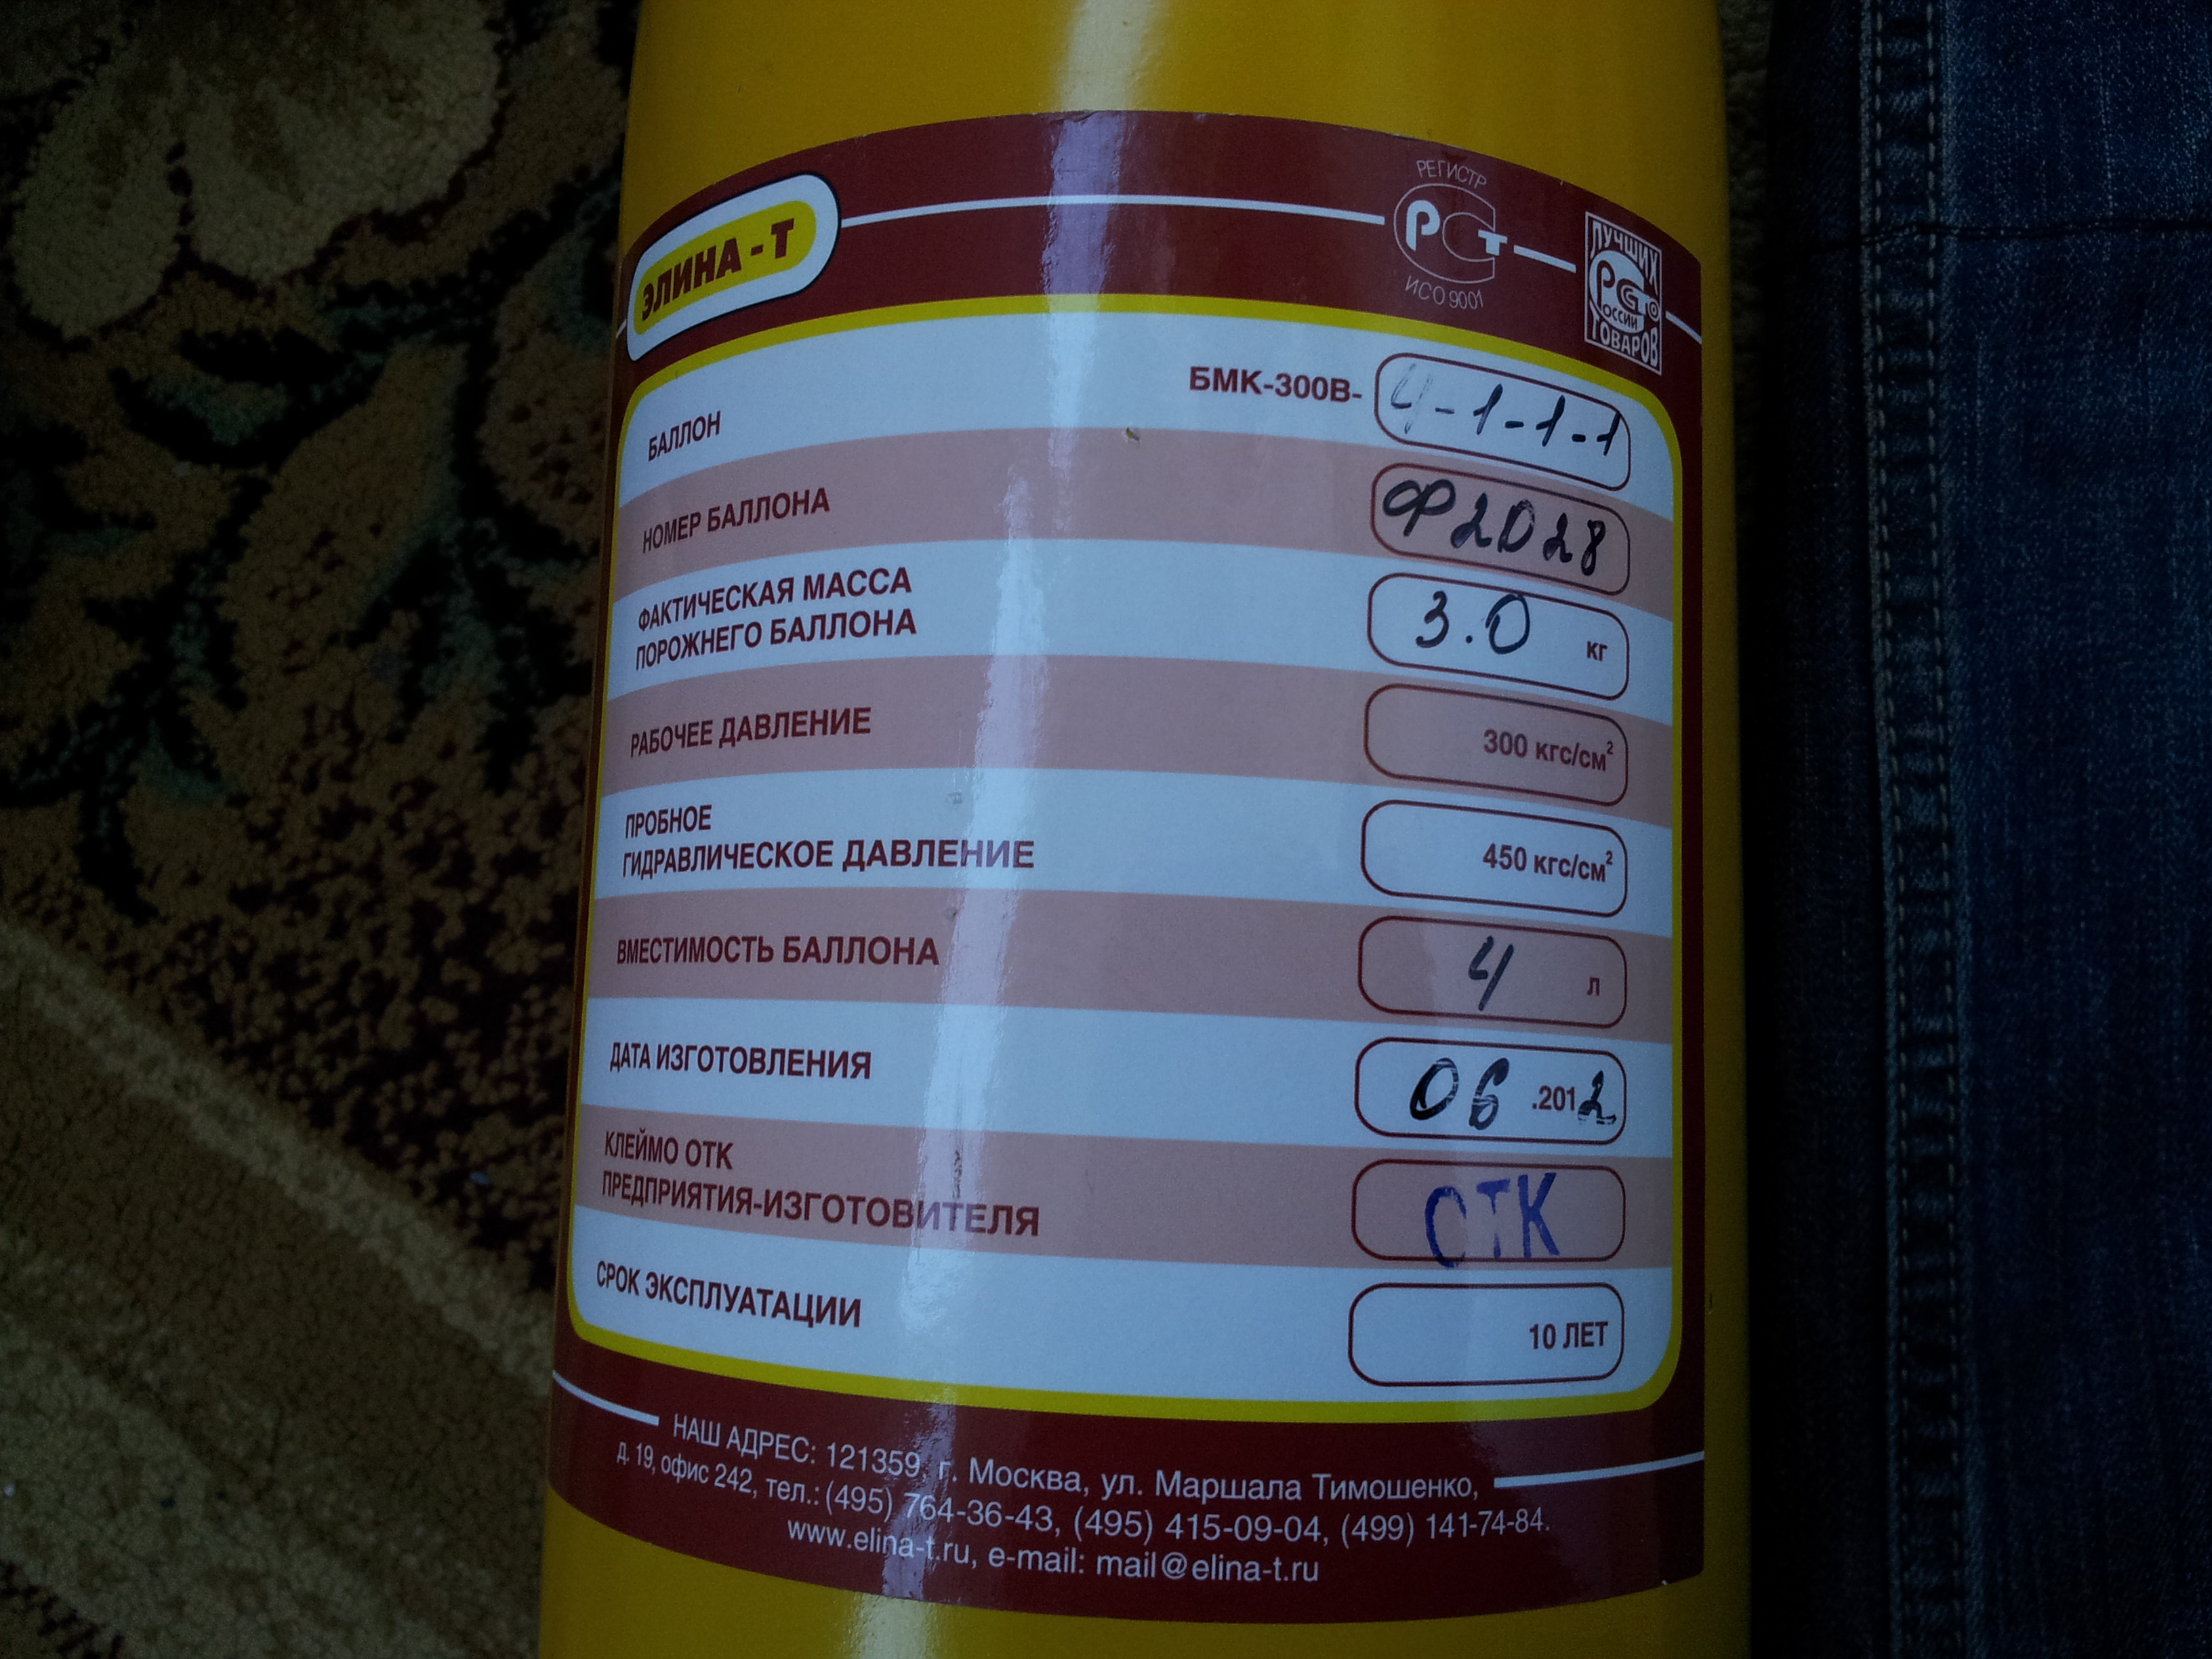 ЭЛИНА-Т
РЕГИСТР
РСТ
ИСО 9001
ЛУЧШИХ
РОССИИ
ТОВАРОВ
БАЛЛОН БМК-300В- 4-1-1-1
НОМЕР БАЛЛОНА Ф2028
ФАКТИЧЕСКАЯ МАССА
ПОРОЖНЕГО БАЛЛОНА 3.0 кг
РАБОЧЕЕ ДАВЛЕНИЕ 300 кгс/см²
ПРОБНОЕ
ГИДРАВЛИЧЕСКОЕ ДАВЛЕНИЕ 450 кгс/см²
ВМЕСТИМОСТЬ БАЛЛОНА 4 л
ДАТА ИЗГОТОВЛЕНИЯ 06 .2012
КЛЕЙМО ОТК
ПРЕДПРИЯТИЯ-ИЗГОТОВИТЕЛЯ ОТК
СРОК ЭКСПЛУАТАЦИИ 10 ЛЕТ
НАШ АДРЕС: 121359, г. Москва, ул. Маршала Тимошенко,
д. 19, офис 242, тел.: (495) 764-36-43, (495) 415-09-04, (499) 141-74-84.
www.elina-t.ru, e-mail: mail@elina-t.ru